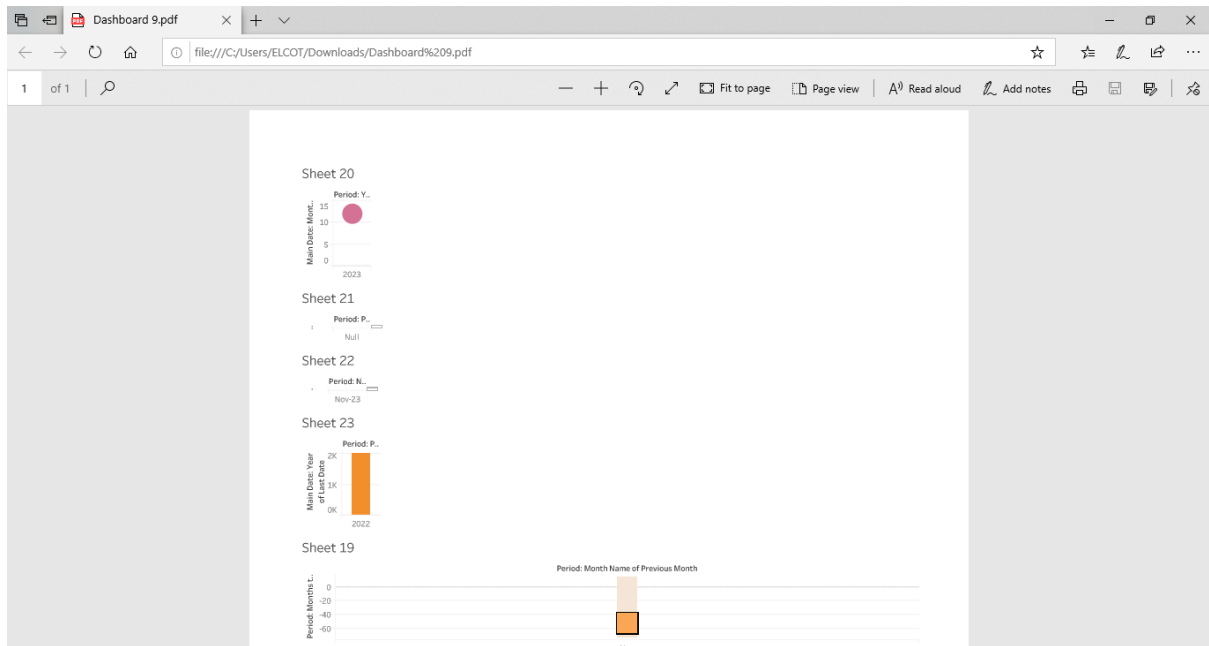 Dashboard 9.pdf
file:///C:/Users/ELCOT/Downloads/Dashboard%209.pdf
1 of 1
Fit to page
Page view
Read aloud
Add notes
Sheet 20
Period: Y..
Main Date: Mont..
15
10
5
0
2023
Sheet 21
Period: P..
Null
Sheet 22
Period: N..
Nov-23
Sheet 23
Period: P..
Main Date: Year
of Last Date
2K
1K
0K
2022
Sheet 19
Period: Month Name of Previous Month
Period: Months t..
0
-20
-40
-60